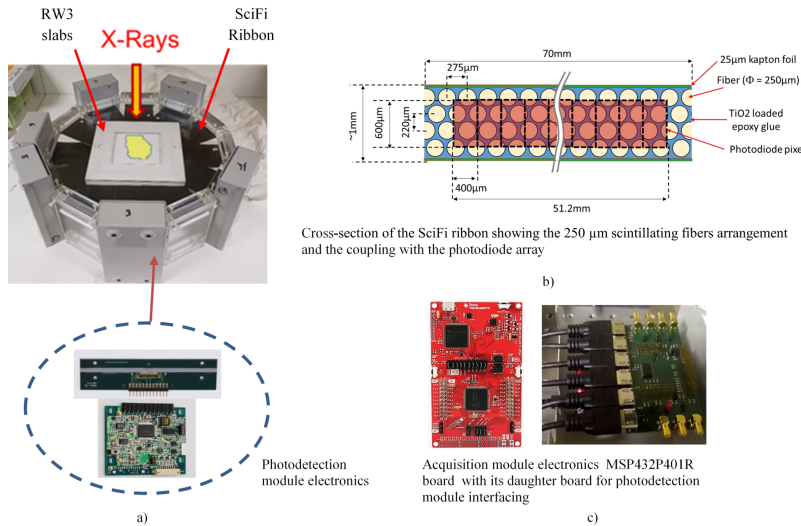 RW3
slabs
SciFi
Ribbon
X-Rays
3
Photodetection
module electronics
a)
70mm
275µm
25µm kapton foil
Fiber (Φ = 250µm)
~1mm
600µm
220µm
TiO2 loaded
epoxy glue
Photodiode pixe
400µm
51.2mm
Cross-section of the SciFi ribbon showing the 250 µm scintillating fibers arrangement
and the coupling with the photodiode array
b)
Acquisition module electronics MSP432P401R
board with its daughter board for photodetection
module interfacing
c)